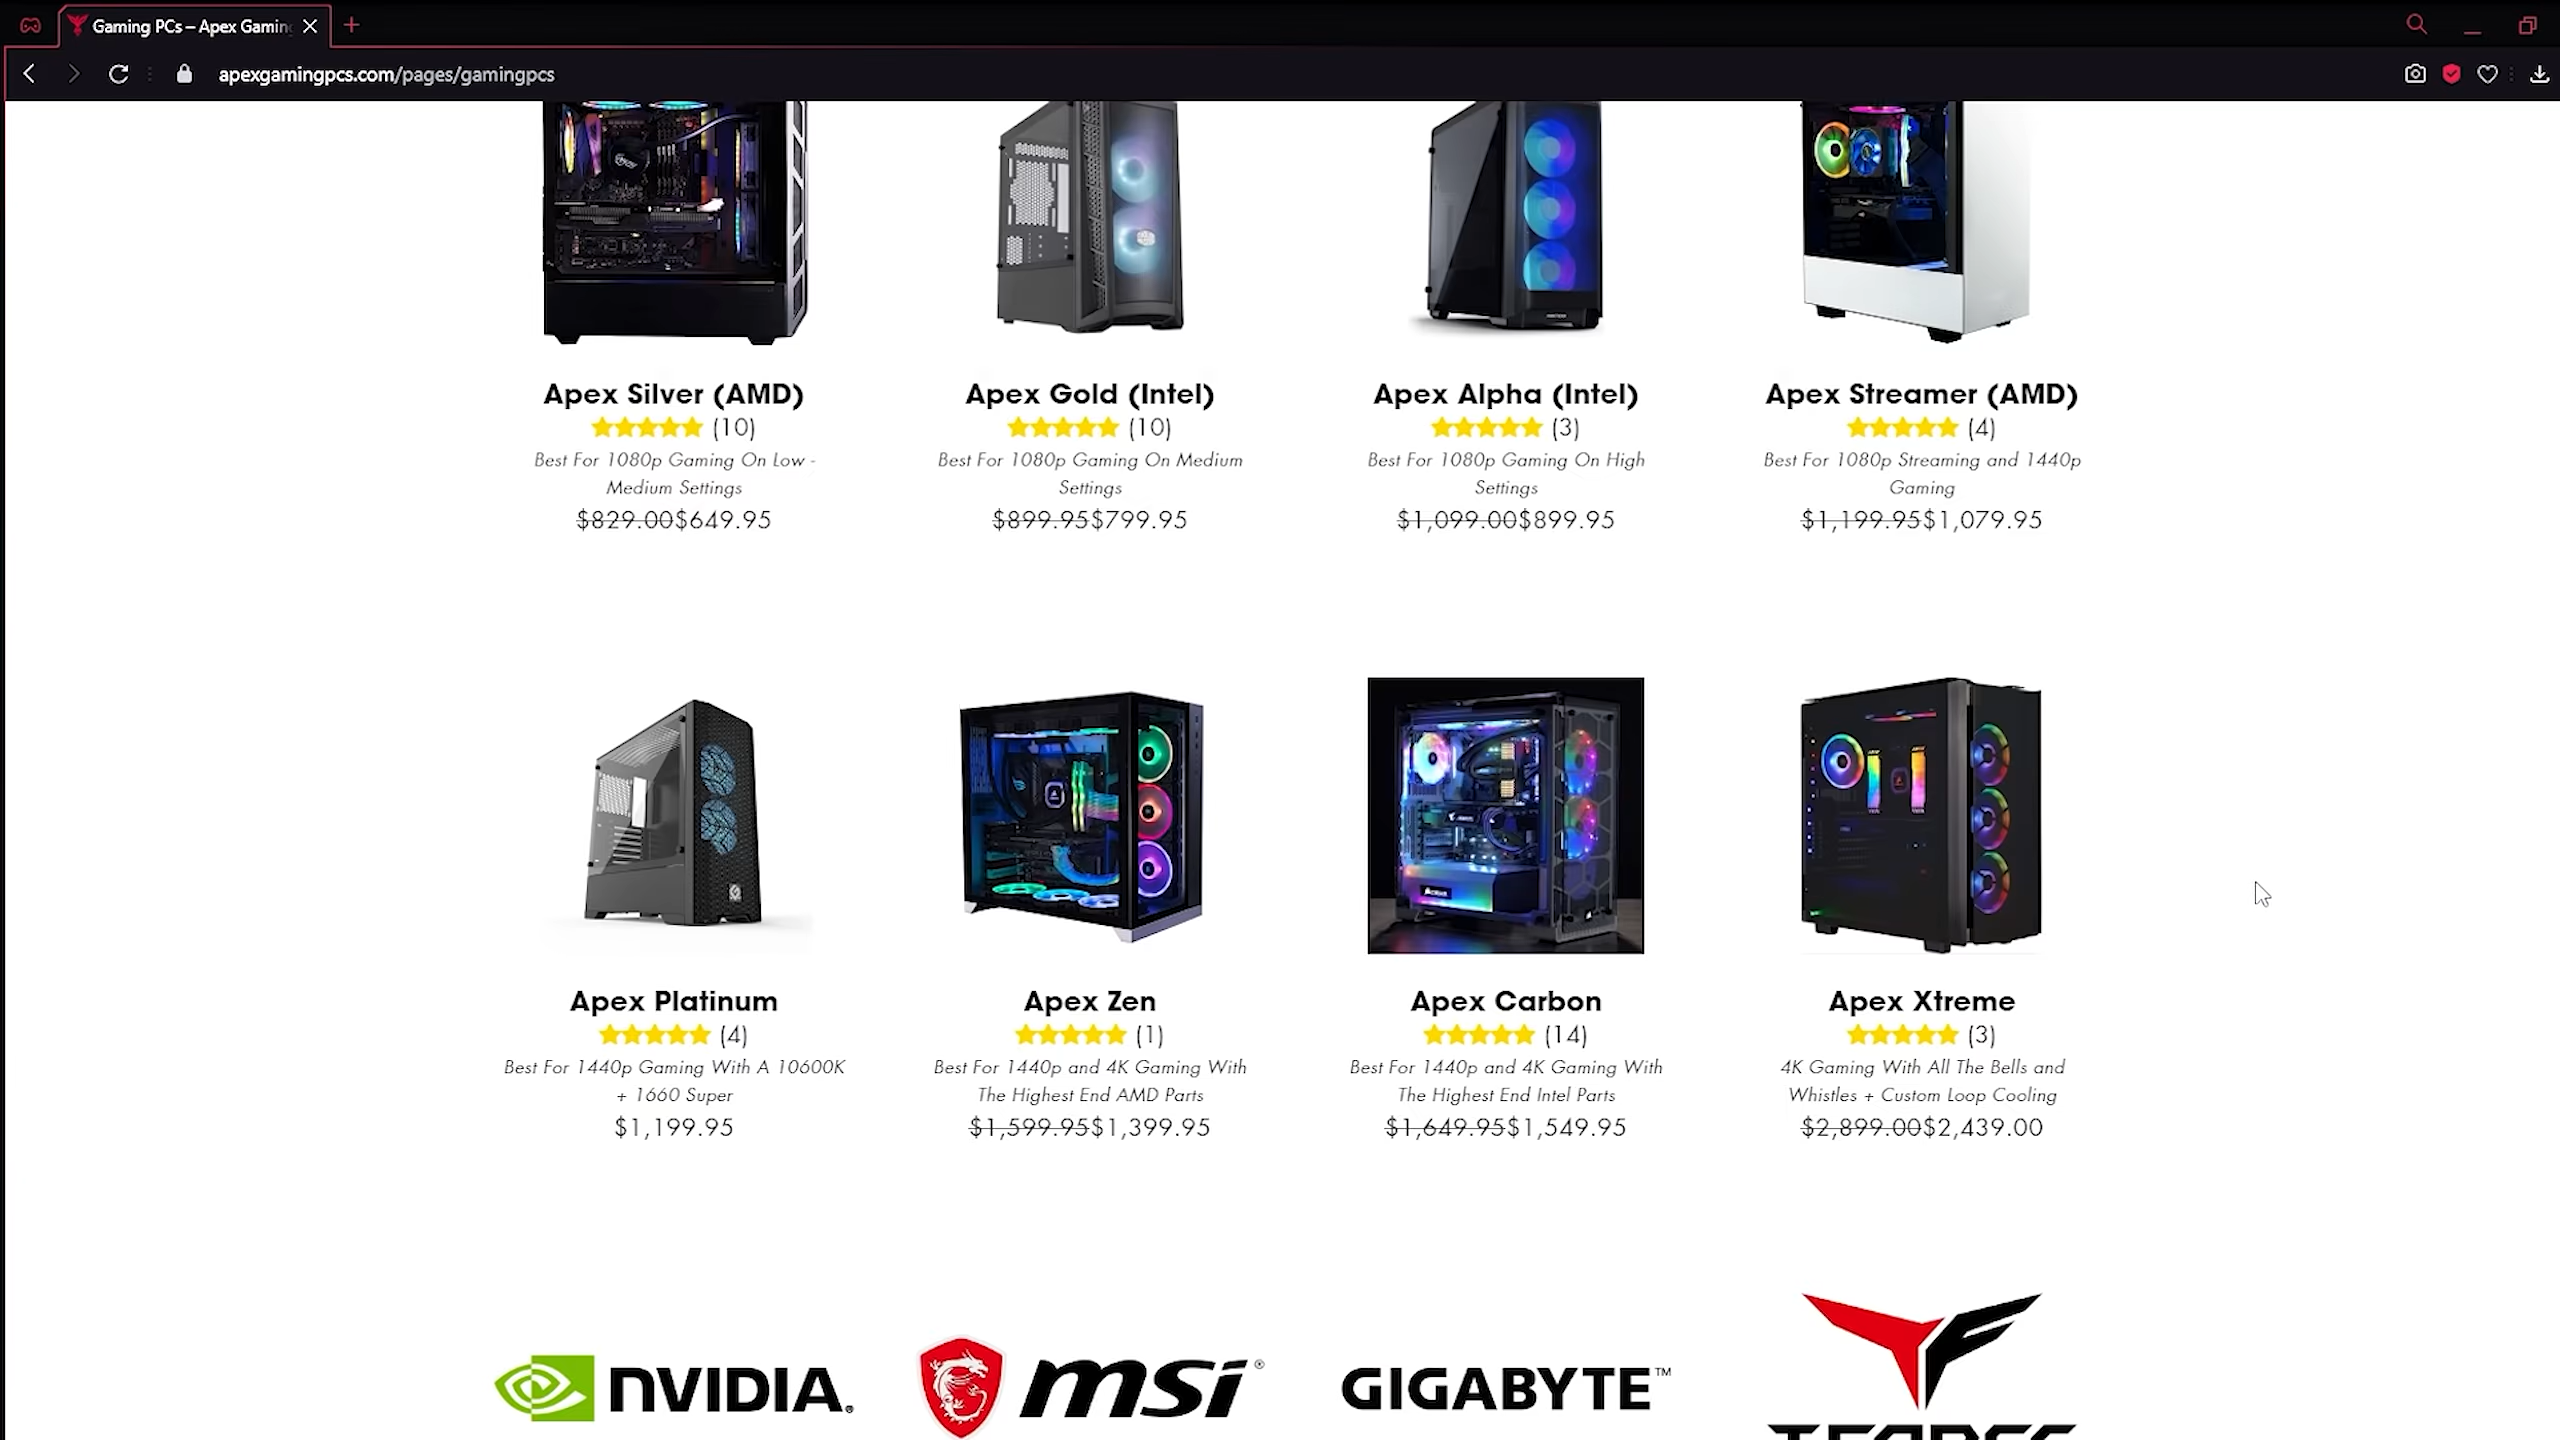 Gaming PCs – Apex Gamin
apexgamingpcs.com/pages/gamingpcs
Apex Silver (AMD)
(10)
Best For 1080p Gaming On Low -
Medium Settings
$829.00$649.95
Apex Gold (Intel)
(10)
Best For 1080p Gaming On Medium
Settings
$899.95$799.95
Apex Alpha (Intel)
(3)
Best For 1080p Gaming On High
Settings
$1,099.00$899.95
Apex Streamer (AMD)
(4)
Best For 1080p Streaming and 1440p
Gaming
$1,199.95$1,079.95
Apex Platinum
(4)
Best For 1440p Gaming With A 10600K
+ 1660 Super
$1,199.95
Apex Zen
(1)
Best For 1440p and 4K Gaming With
The Highest End AMD Parts
$1,599.95$1,399.95
Apex Carbon
(14)
Best For 1440p and 4K Gaming With
The Highest End Intel Parts
$1,649.95$1,549.95
Apex Xtreme
(3)
4K Gaming With All The Bells and
Whistles + Custom Loop Cooling
$2,899.00$2,439.00
NVIDIA®
msi®
GIGABYTE™